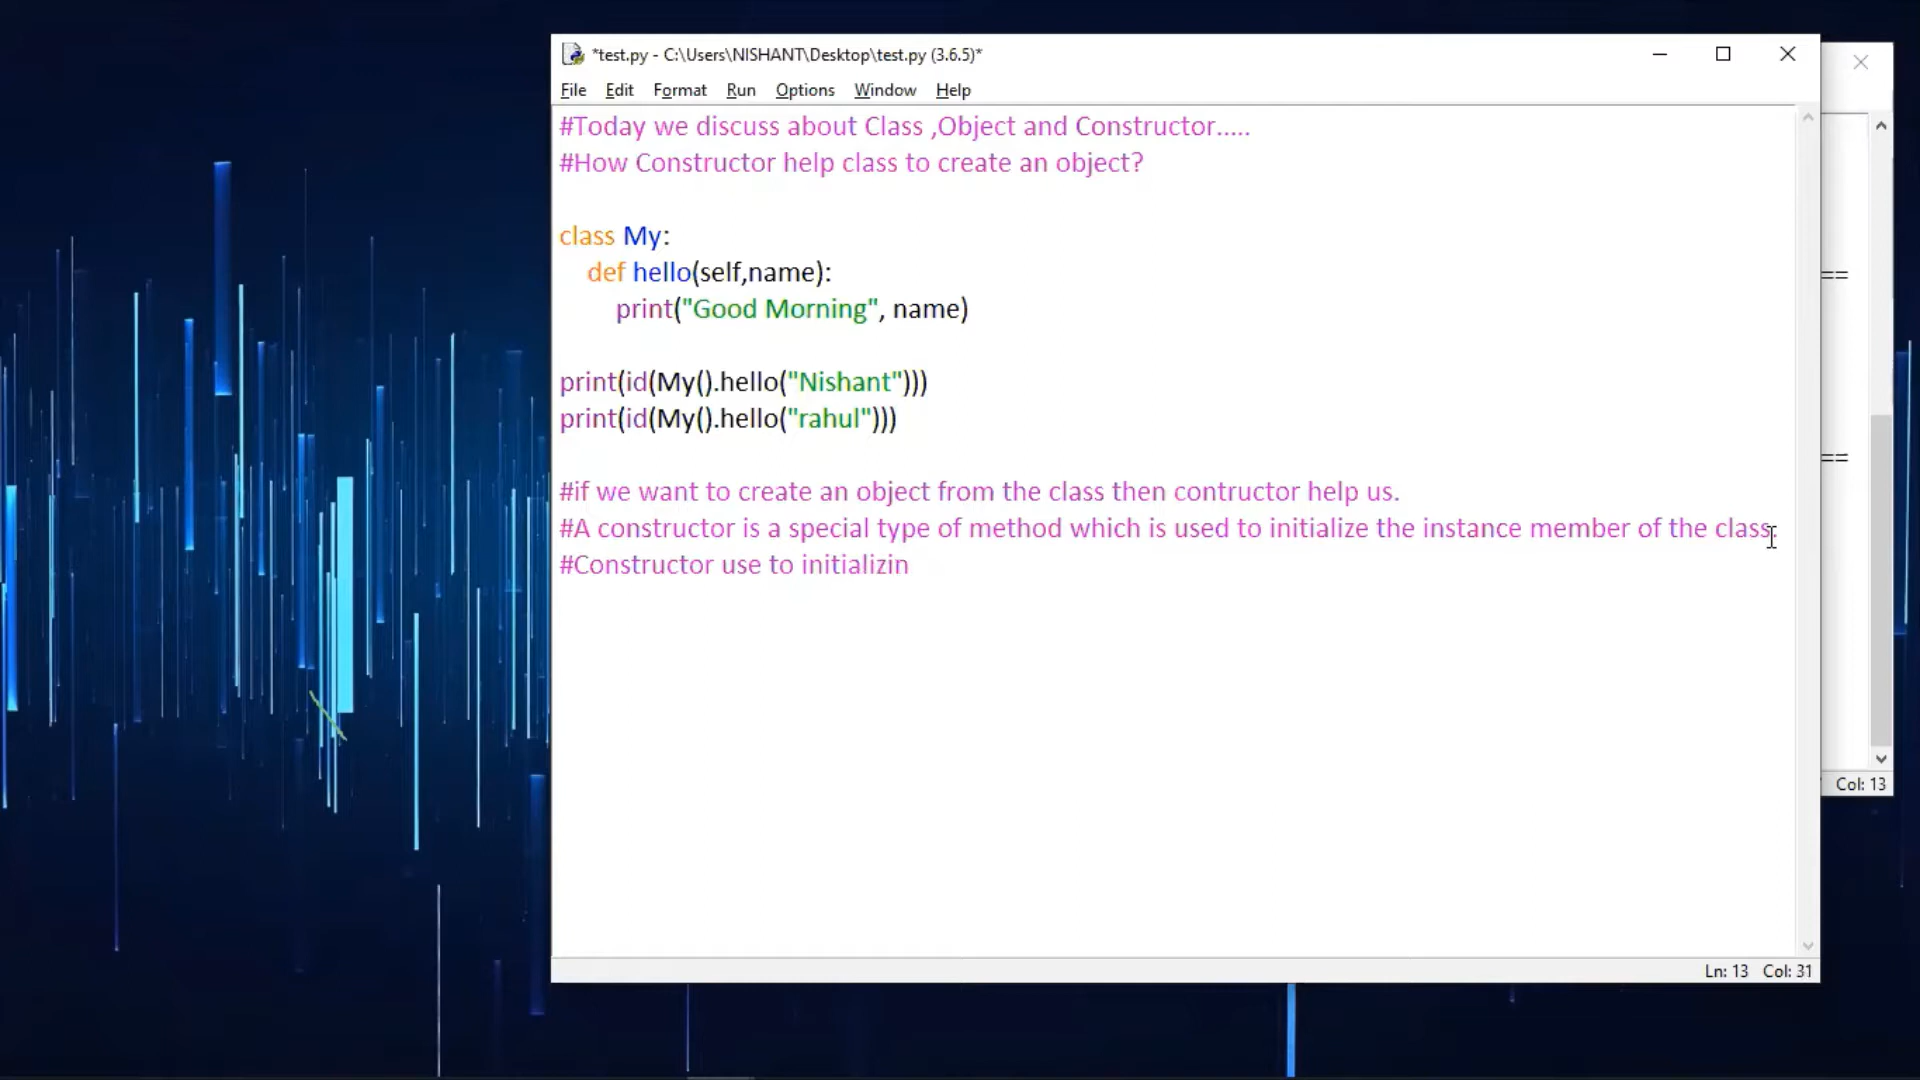 *test.py - C:\Users\NISHANT\Desktop\test.py (3.6.5)*
File Edit Format Run Options Window Help
#Today we discuss about Class ,Object and Constructor.....
#How Constructor help class to create an object?
class My:
def hello(self,name):
print("Good Morning", name)
print(id(My().hello("Nishant")))
print(id(My().hello("rahul")))
#if we want to create an object from the class then contructor help us.
#A constructor is a special type of method which is used to initialize the instance member of the class.
#Constructor use to initializin
Ln: 13 Col: 31
==
==
Col: 13